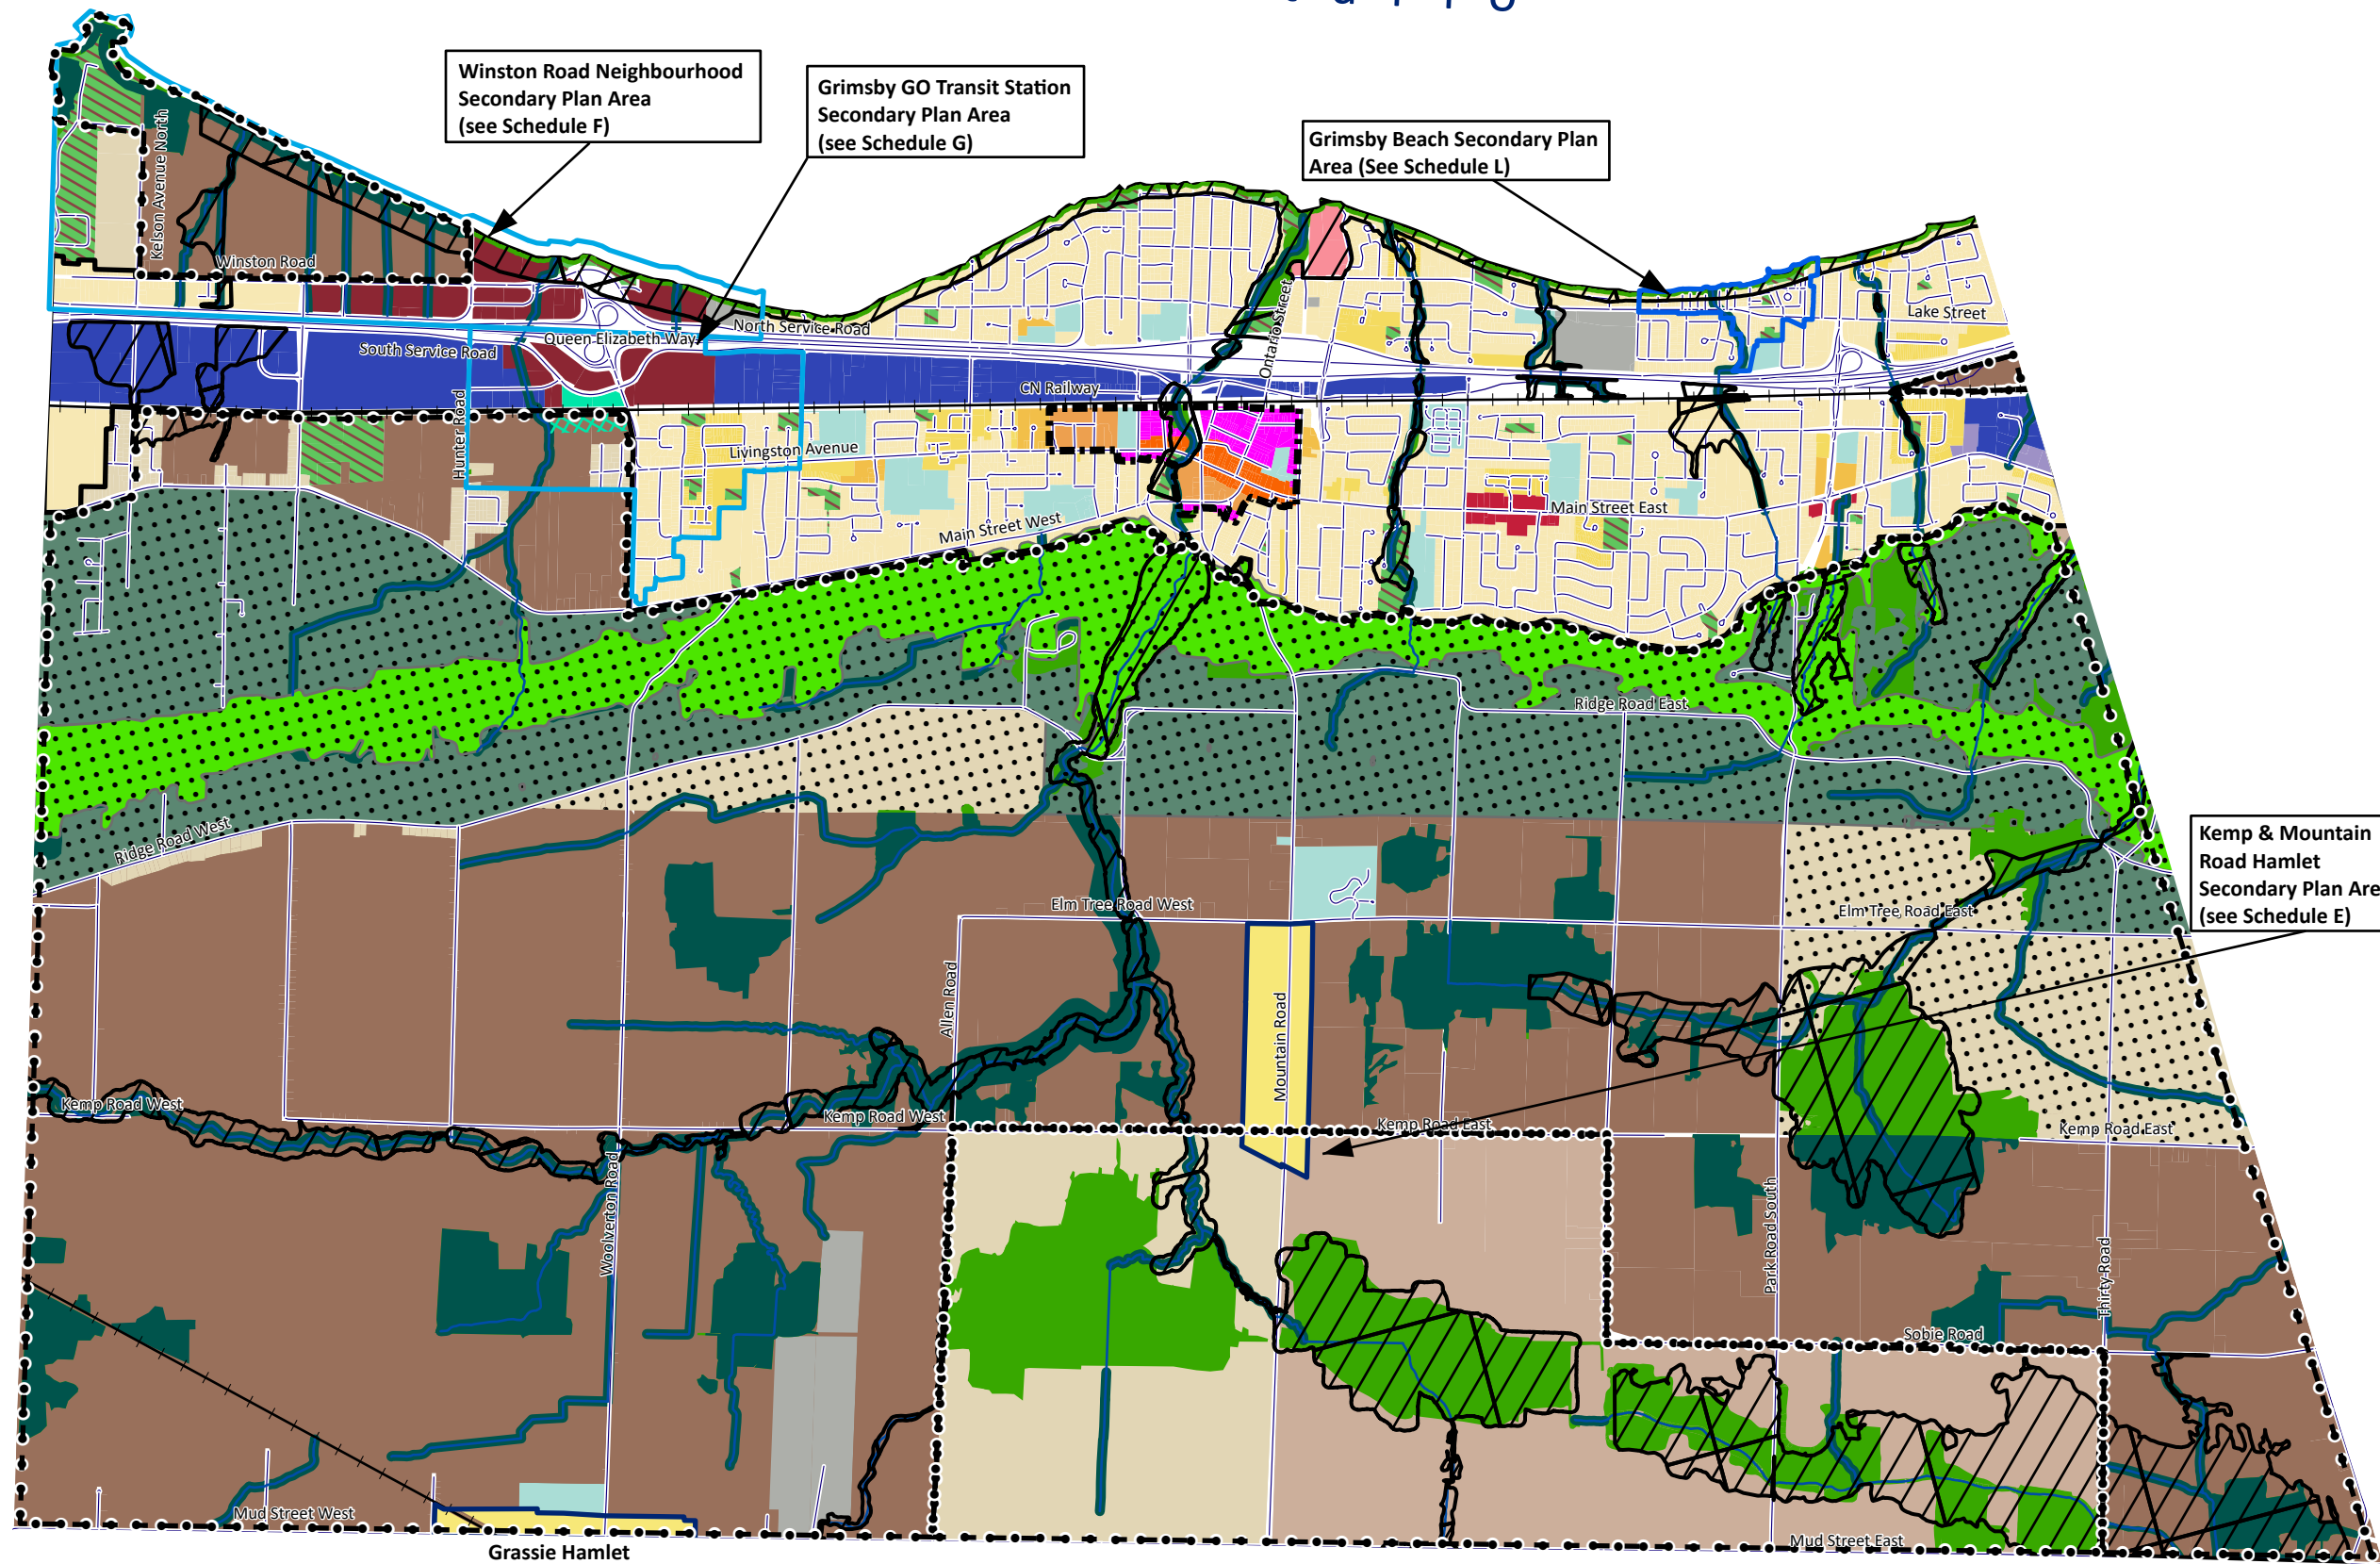 Winston Road Neighbourhood
Secondary Plan Area
(see Schedule F)
Grimsby GO Transit Station
Secondary Plan Area
(see Schedule G)
Grimsby Beach Secondary Plan
Area (See Schedule L)
Kelson Avenue North
Winston Road
North Service Road
Lake Street
Queen Elizabeth Way
South Service Road
Ontario Street
CN Railway
Hunter Road
Livingston Avenue
Main Street West
Main Street East
Ridge Road East
Ridge Road West
Kemp & Mountain
Road Hamlet
Secondary Plan Are
(see Schedule E)
Elm Tree Road West
Elm Tree Road East
Allen Road
Mountain Road
Kemp Road West
Kemp Road West
Kemp Road East
Kemp Road East
Woolverton Road
Park Road South
Thirty Road
Sobie Road
Mud Street West
Mud Street East
Grassie Hamlet